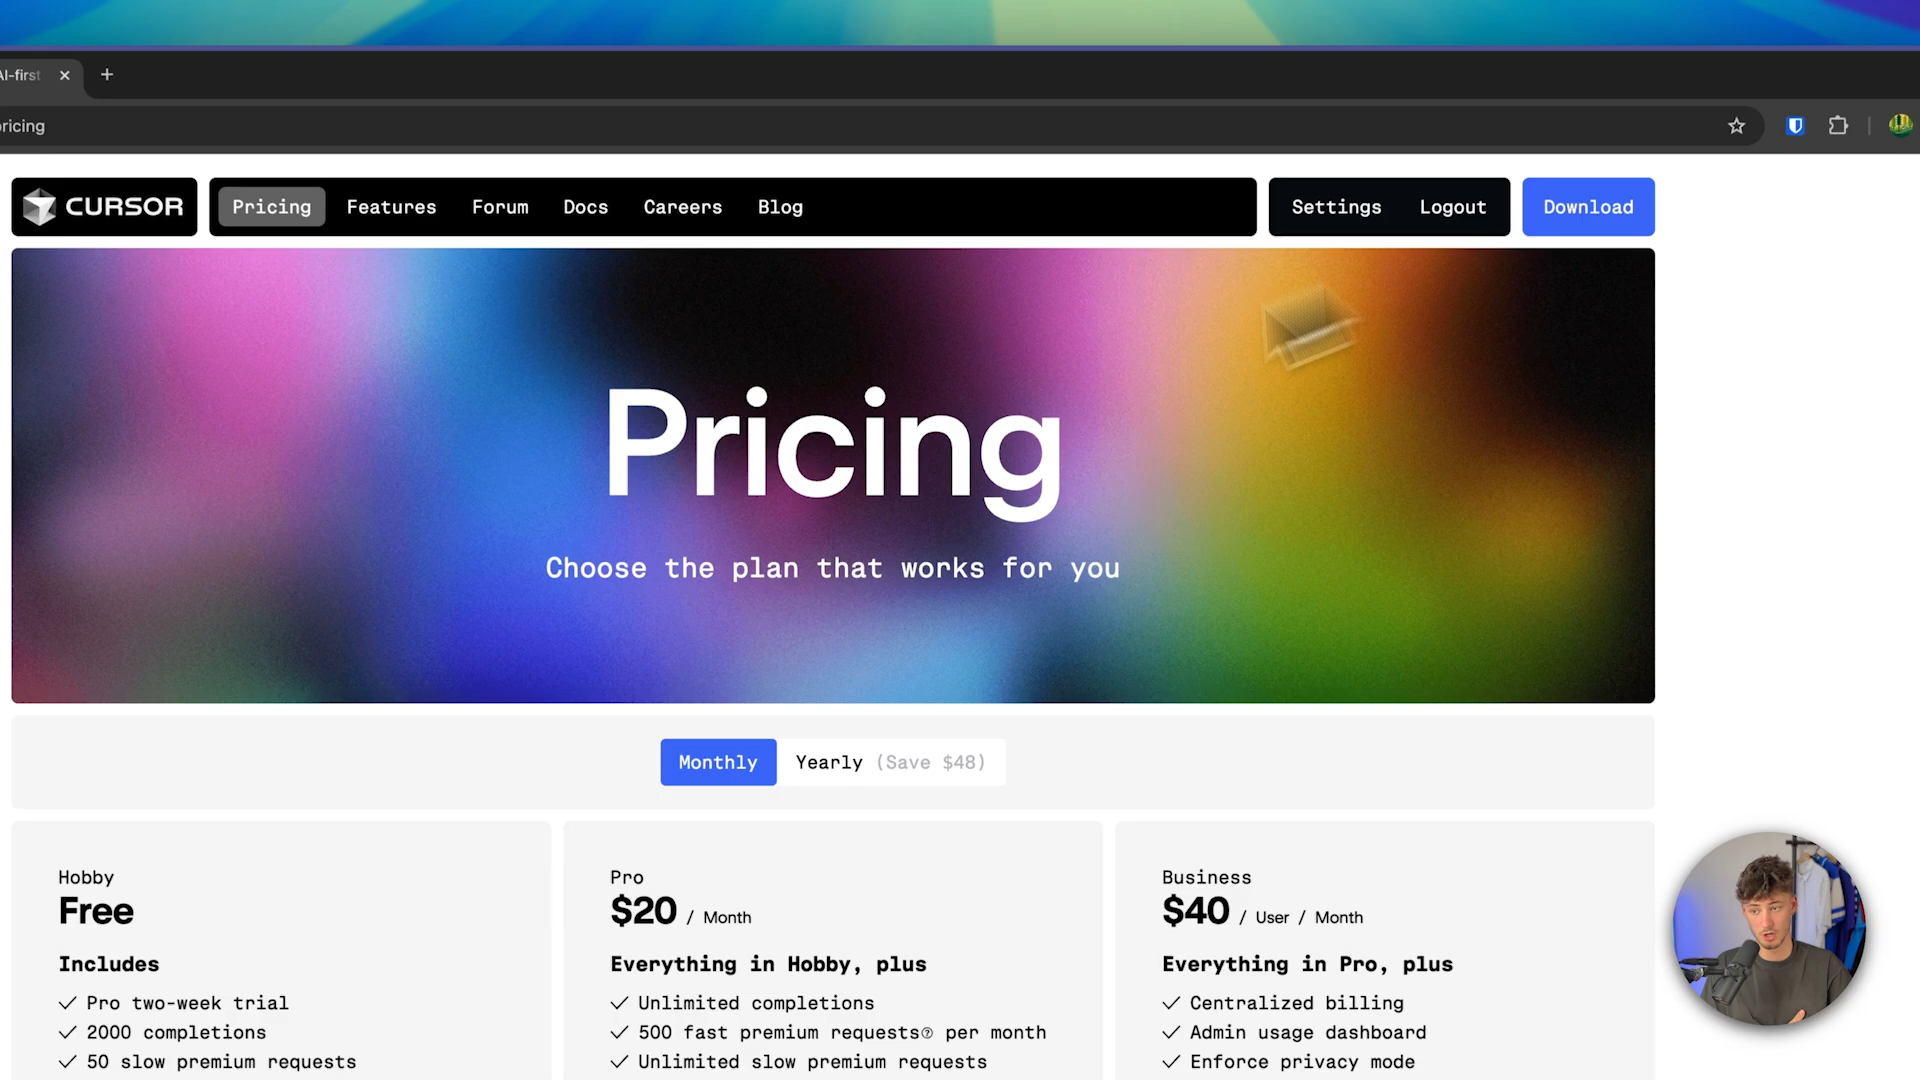 AI-first
pricing
CURSOR
Pricing
Features
Forum
Docs
Careers
Blog
Settings
Logout
Download
Pricing
Choose the plan that works for you
Monthly
Yearly (Save $48)
Hobby
Free
Includes
Pro two-week trial
2000 completions
50 slow premium requests
Pro
$20 / Month
Everything in Hobby, plus
Unlimited completions
500 fast premium requests? per month
Unlimited slow premium requests
Business
$40 / User / Month
Everything in Pro, plus
Centralized billing
Admin usage dashboard
Enforce privacy mode